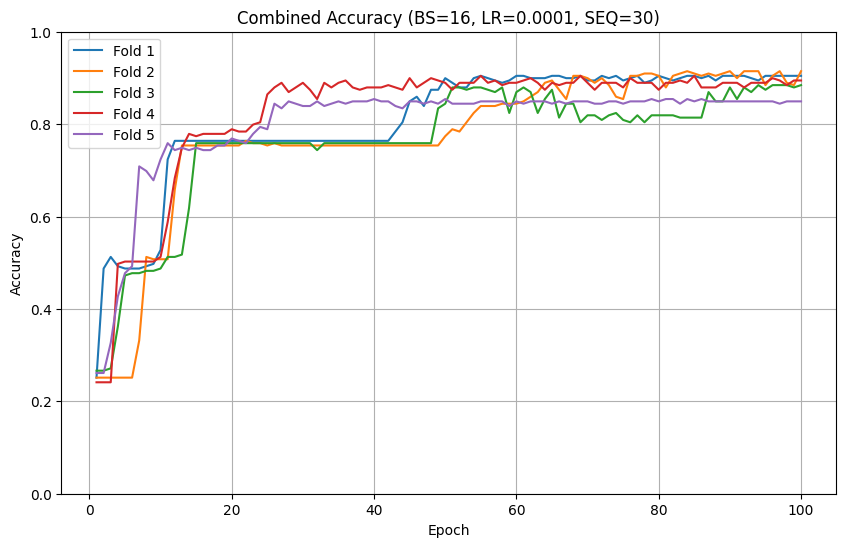 Combined Accuracy (BS=16, LR=0.0001, SEQ=30)
Fold 1
Fold 2
Fold 3
Fold 4
Fold 5
Accuracy
1.0
0.8
0.6
0.4
0.2
0.0
0
20
40
60
80
100
Epoch